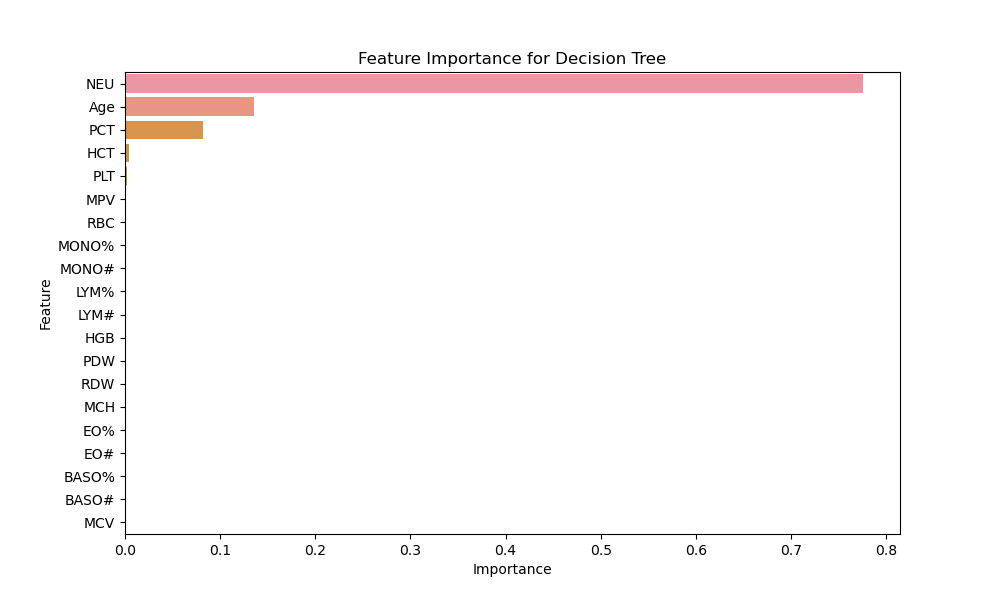 Feature Importance for Decision Tree
NEU
Age
PCT
HCT
PLT
MPV
RBC
MONO%
MONO#
LYM%
LYM#
HGB
PDW
RDW
MCH
EO%
EO#
BASO%
BASO#
MCV
Feature
0.0 0.1 0.2 0.3 0.4 0.5 0.6 0.7 0.8
Importance